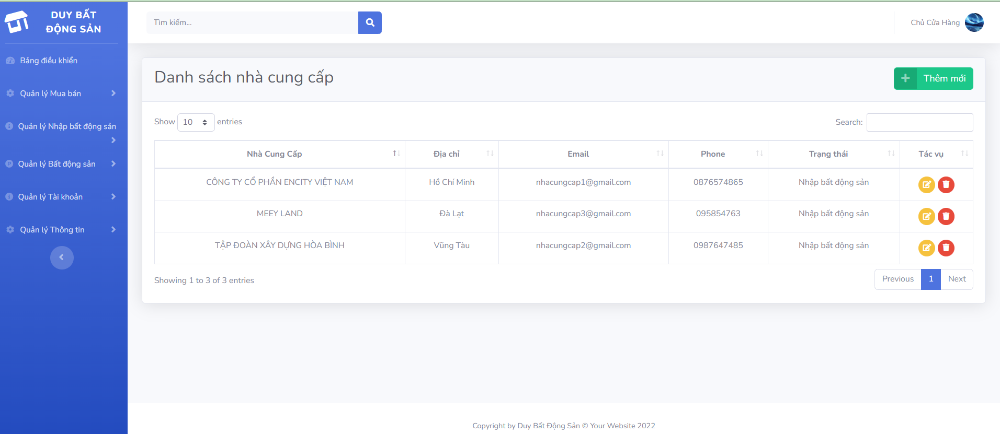 DUY BẤT
ĐỘNG SẢN
Tìm kiếm...
Chủ Cửa Hàng
Bảng điều khiển
Quản lý Mua bán
Quản lý Nhập bất động sản
Quản lý Bất động sản
Quản lý Tài khoản
Quản lý Thông tin
Danh sách nhà cung cấp
Thêm mới
Show 10 entries
Search:
Nhà Cung Cấp Địa chỉ Email Phone Trạng thái Tác vụ
CÔNG TY CỔ PHẦN ENCITY VIỆT NAM Hồ Chí Minh nhacungcap1@gmail.com 0876574865 Nhập bất động sản
MEEY LAND Đà Lạt nhacungcap3@gmail.com 095854763 Nhập bất động sản
TẬP ĐOÀN XÂY DỰNG HÒA BÌNH Vũng Tàu nhacungcap2@gmail.com 0987647485 Nhập bất động sản
Showing 1 to 3 of 3 entries
Previous 1 Next
Copyright by Duy Bất Động Sản © Your Website 2022